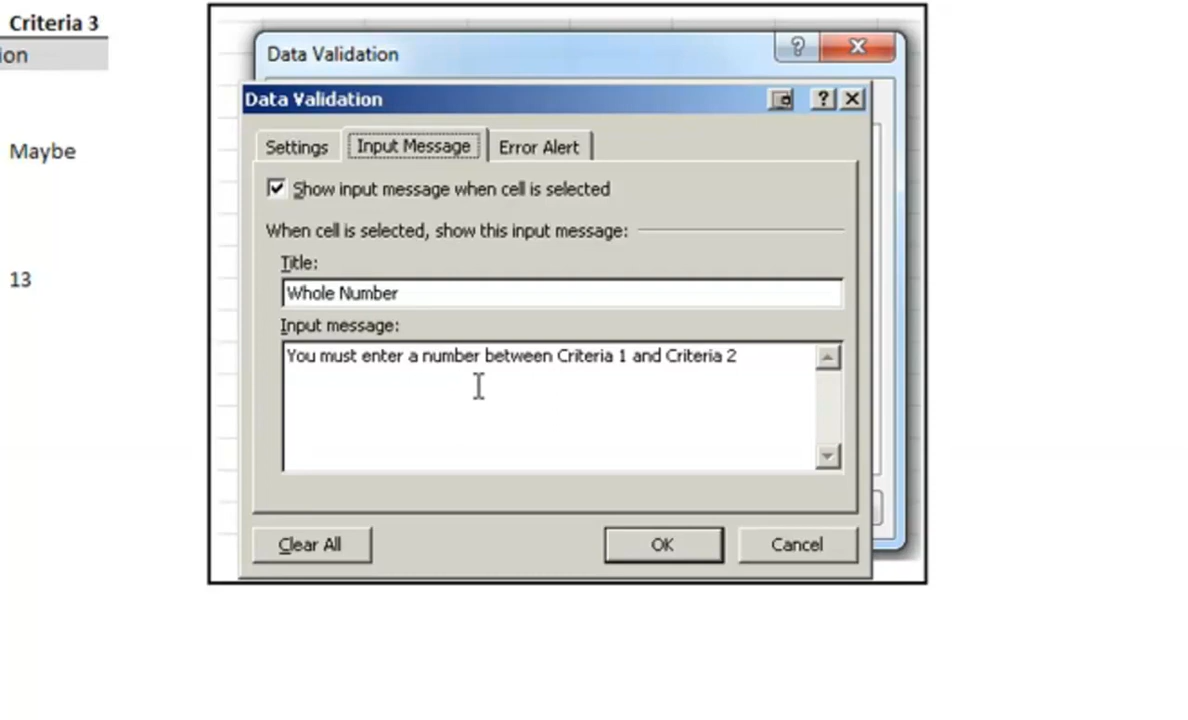 Criteria 3
ion
Maybe
13
Data Validation
Data Validation
Settings
Input Message
Error Alert
Show input message when cell is selected
When cell is selected, show this input message:
Title:
Whole Number
Input message:
You must enter a number between Criteria 1 and Criteria 2
Clear All
OK
Cancel